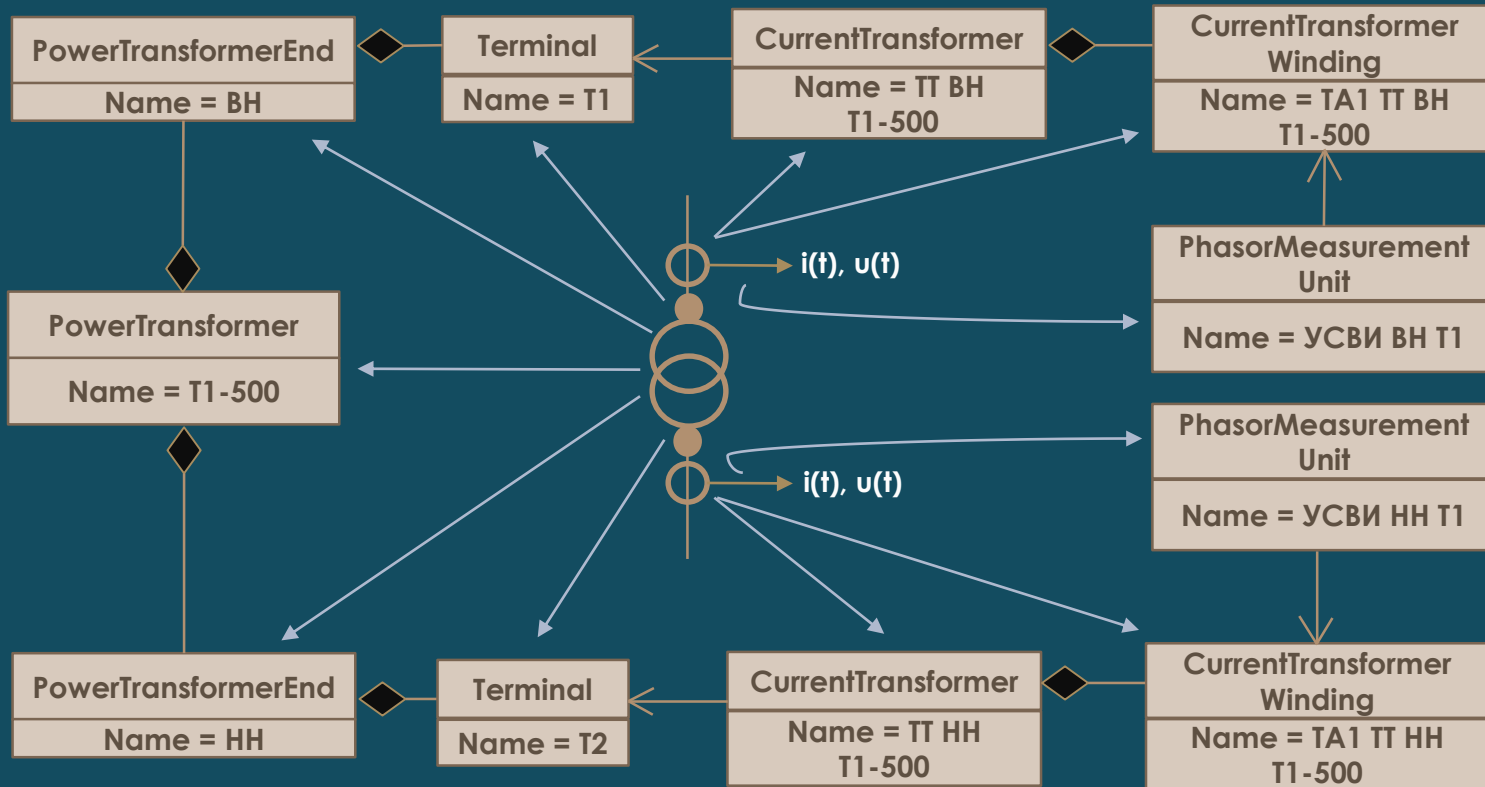 PowerTransformerEnd
Name = ВН
Terminal
Name = T1
CurrentTransformer
Name = ТТ ВН
Т1-500
CurrentTransformer
Winding
Name = ТА1 ТТ ВН
Т1-500
i(t), u(t)
PhasorMeasurement
Unit
Name = УСВИ ВН Т1
PowerTransformer
Name = Т1-500
PhasorMeasurement
Unit
Name = УСВИ НН Т1
i(t), u(t)
PowerTransformerEnd
Name = НН
Terminal
Name = T2
CurrentTransformer
Name = ТТ НН
Т1-500
CurrentTransformer
Winding
Name = ТА1 ТТ НН
Т1-500